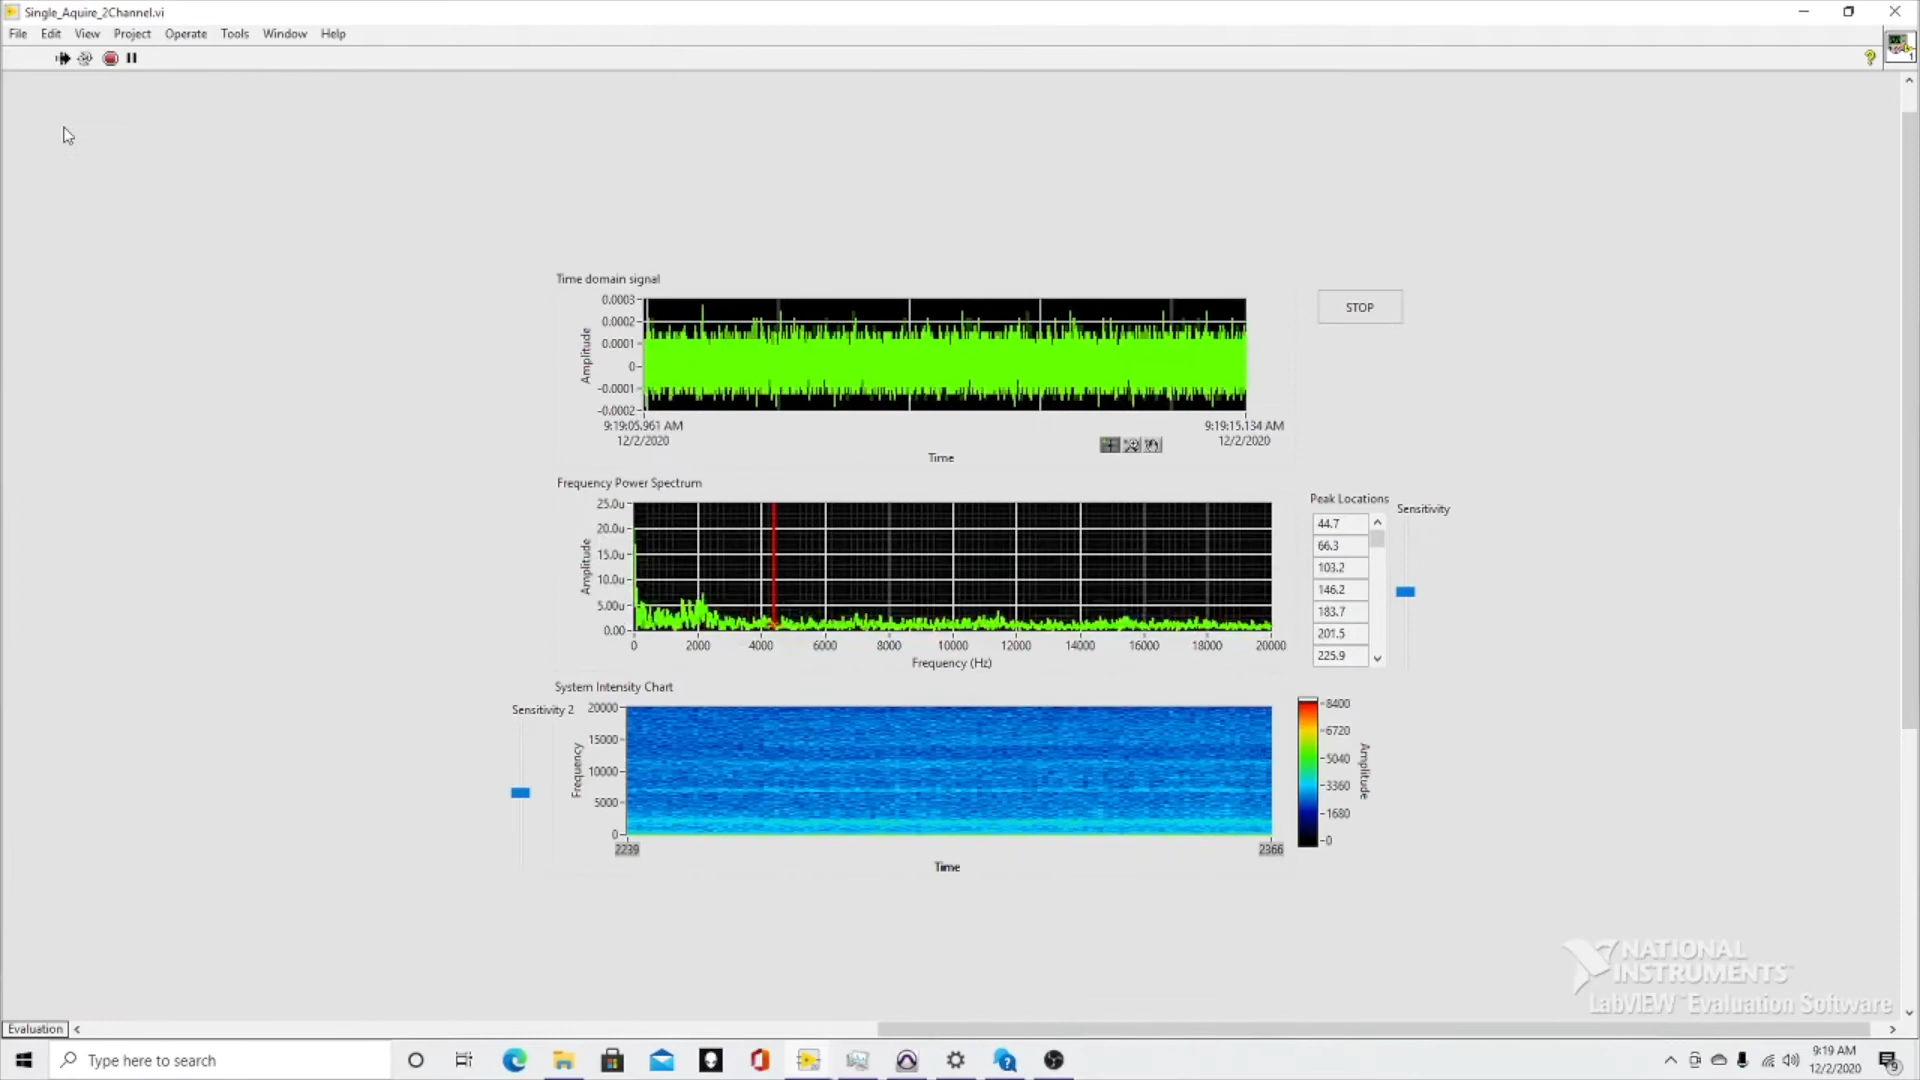 Single_Aquire_2Channel.vi
File Edit View Project Operate Tools Window Help
Time domain signal
0.0003
0.0002
0.0001
0
-0.0001
-0.0002
Amplitude
9:19:05.961 AM
12/2/2020
9:19:15.134 AM
12/2/2020
Time
STOP
Frequency Power Spectrum
25.0u
20.0u
15.0u
10.0u
5.00u
0.00
Amplitude
0 2000 4000 6000 8000 10000 12000 14000 16000 18000 20000
Frequency (Hz)
Peak Locations
44.7
66.3
103.2
146.2
183.7
201.5
225.9
Sensitivity
System Intensity Chart
Sensitivity 2
20000
15000
10000
5000
0
Frequency
2239 2366
Time
8400
6720
5040
3360
1680
0
Amplitude
NATIONAL
INSTRUMENTS™
LabVIEW™ Evaluation Software
Evaluation
Type here to search
9:19 AM
12/2/2020
9